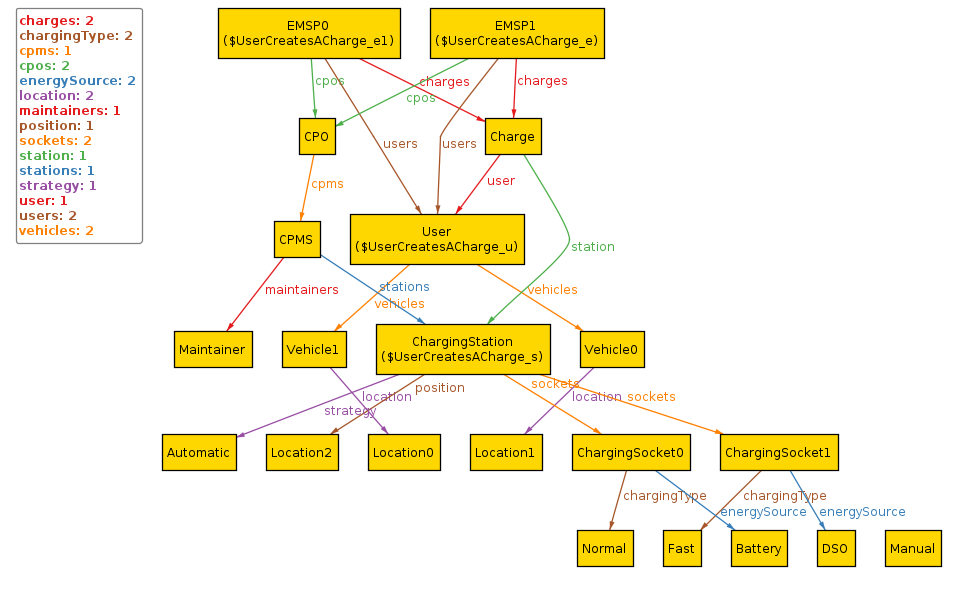 charges: 2
chargingType: 2
cpms: 1
cpos: 2
energySource: 2
location: 2
maintainers: 1
position: 1
sockets: 2
station: 1
stations: 1
strategy: 1
user: 1
users: 2
vehicles: 2
EMSP0
($UserCreatesACharge_e1)
EMSP1
($UserCreatesACharge_e)
cpos
charges
charges
cpos
CPO
Charge
users
users
cpms
user
User
($UserCreatesACharge_u)
CPMS
station
maintainers
stations
vehicles
vehicles
Maintainer
Vehicle1
ChargingStation
($UserCreatesACharge_s)
Vehicle0
position
sockets
location
location
sockets
strategy
Automatic
Location2
Location0
Location1
ChargingSocket0
ChargingSocket1
chargingType
chargingType
energySource
energySource
Normal
Fast
Battery
DSO
Manual